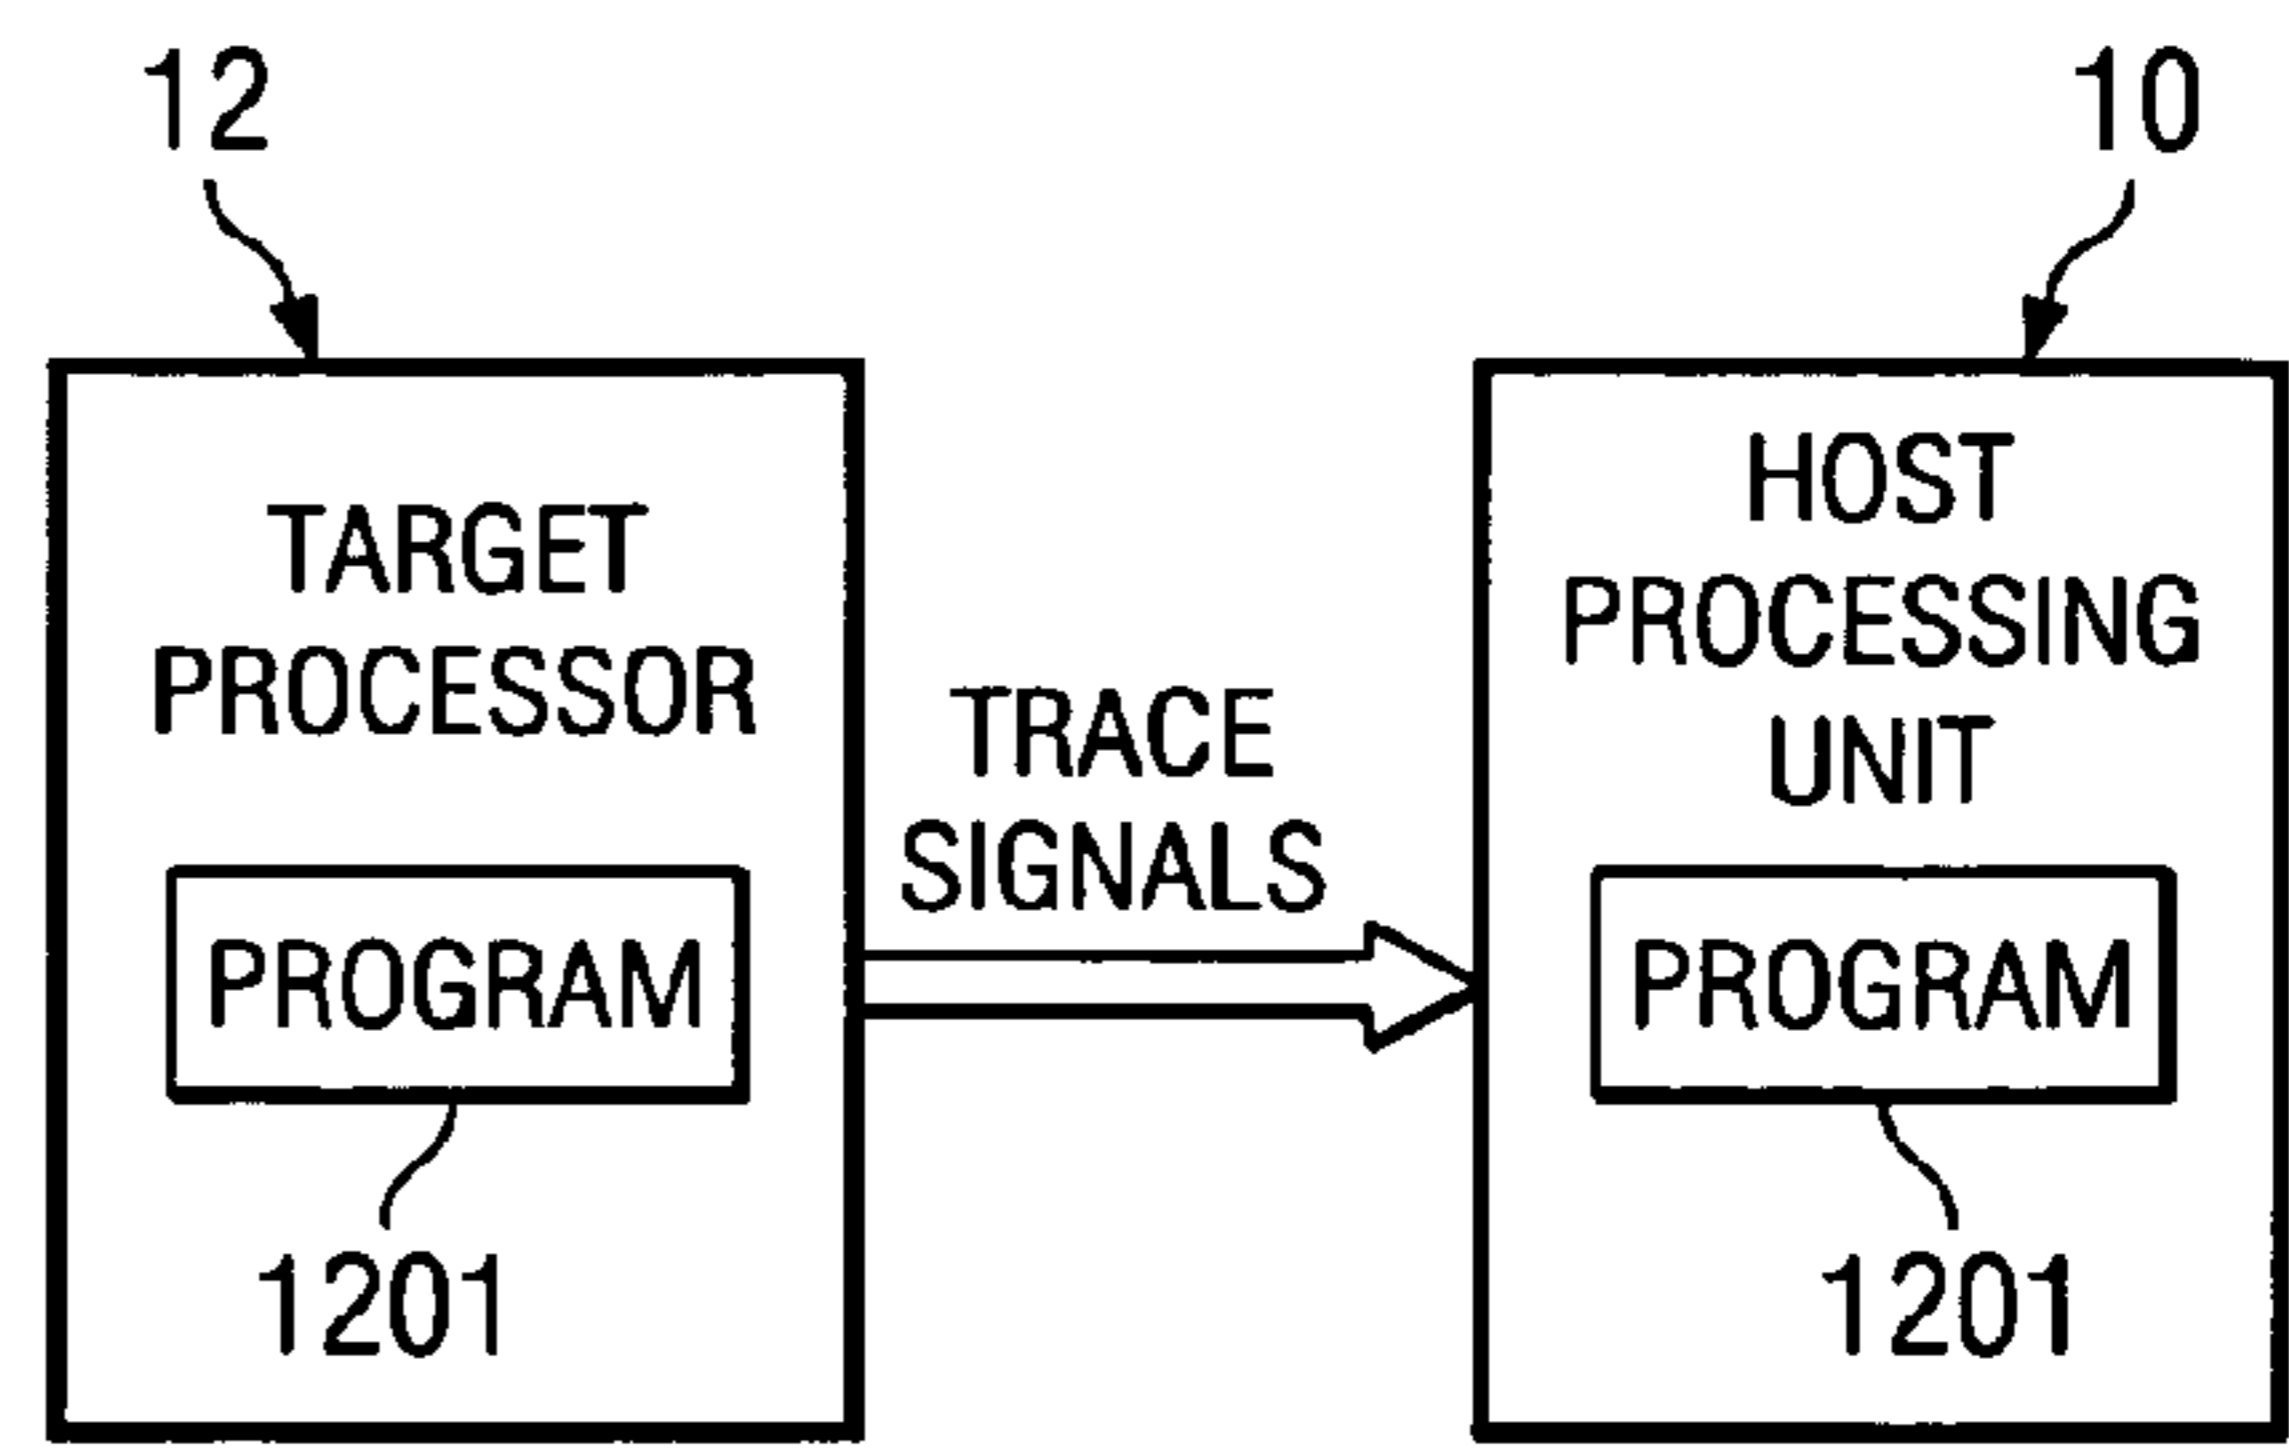 12
10
TARGET
PROCESSOR
PROGRAM
1201
TRACE
SIGNALS
HOST
PROCESSING
UNIT
PROGRAM
1201